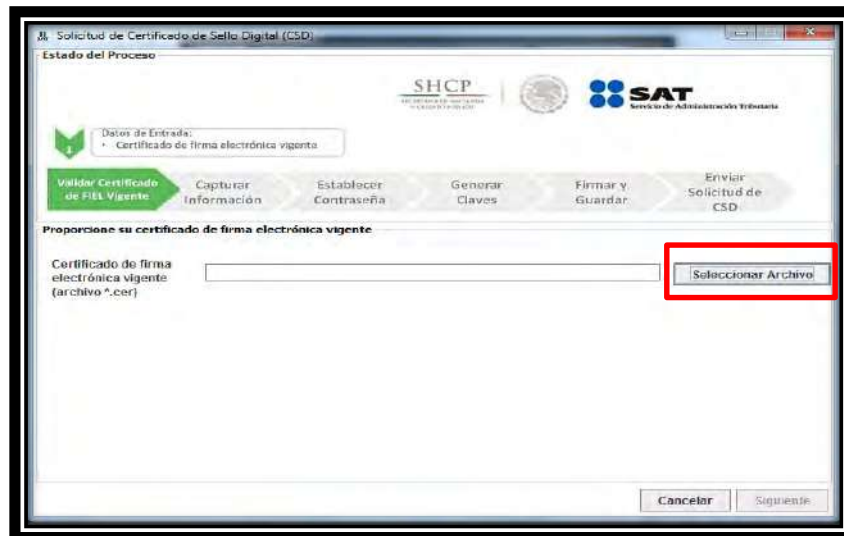 Solicitud de Certificado de Sello Digital (CSD)
Estado del Proceso
SHCP
SAT
Servicio de Administración Tributaria
Datos de Entrada:
• Certificado de firma electrónica vigente
1
Validar Certificado
de FIEL Vigente
Capturar
Información
Establecer
Contraseña
Generar
Claves
Firmar y
Guardar
Enviar
Solicitud de
CSD
Proporcione su certificado de firma electrónica vigente
Certificado de firma
electrónica vigente
(archivo *.cer)
Seleccionar Archivo
Cancelar
Siguiente